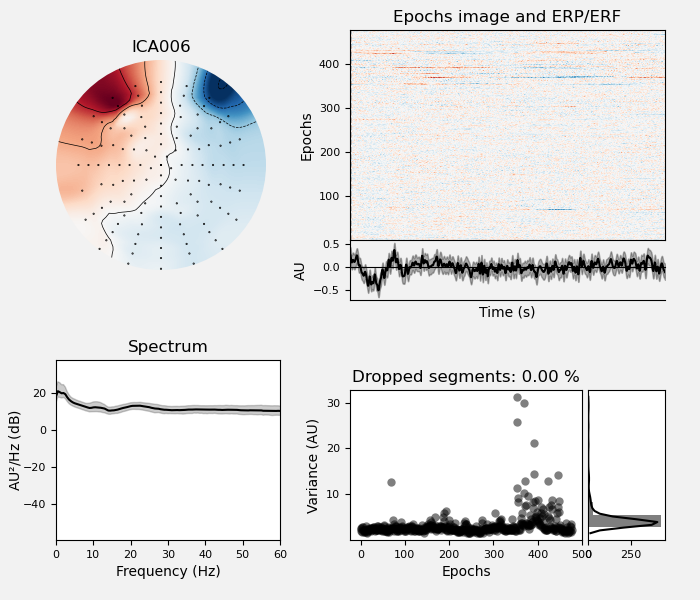 ICA006
Epochs image and ERP/ERF
Epochs
400
300
200
100
AU
0.5
0.0
−0.5
Time (s)
Spectrum
AU²/Hz (dB)
20
0
−20
−40
0 10 20 30 40 50 60
Frequency (Hz)
Dropped segments: 0.00 %
Variance (AU)
30
20
10
0 100 200 300 400 500
Epochs
0 250